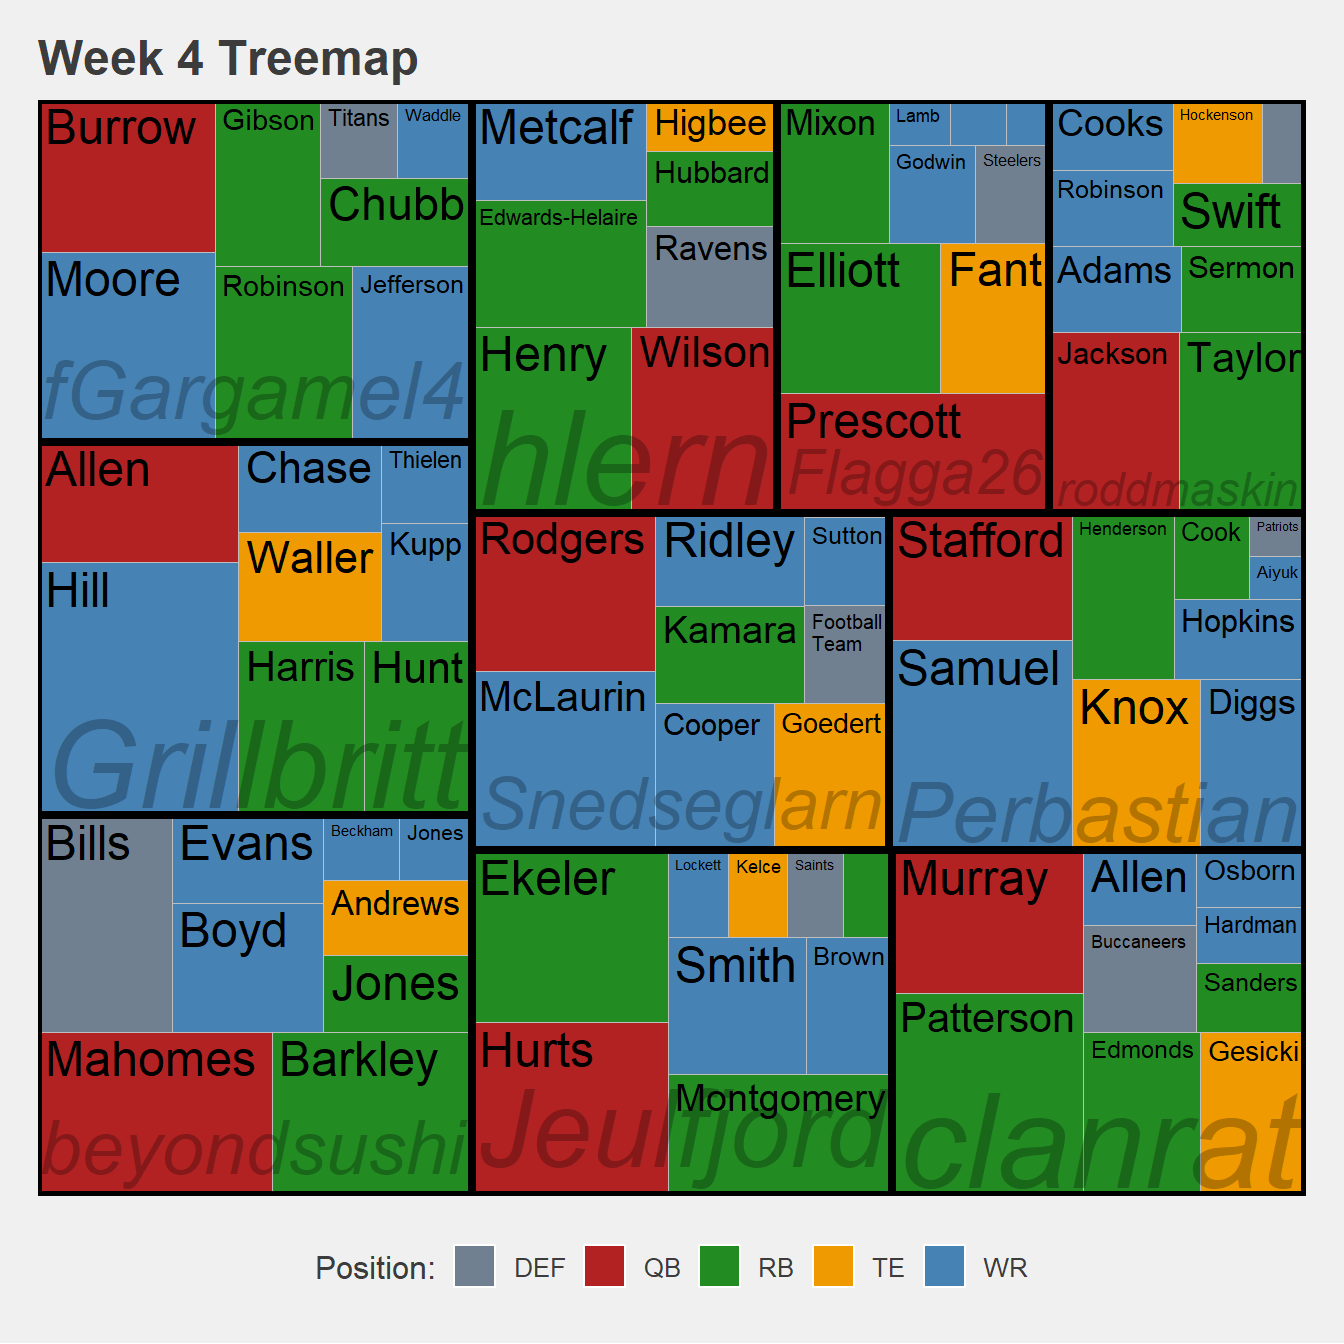 Week 4 Treemap
Burrow
Gibson
Titans
Waddle
Chubb
Moore
Robinson
Jefferson
fGargamel4
Metcalf
Higbee
Hubbard
Edwards-Helaire
Ravens
Henry
Wilson
hlern
Mixon
Lamb
Godwin
Steelers
Elliott
Fant
Prescott
Flagga26
Cooks
Hockenson
Robinson
Swift
Adams
Sermon
Jackson
Taylor
roddmaskin
Allen
Chase
Thielen
Waller
Kupp
Hill
Harris
Hunt
Grillbritt
Rodgers
Ridley
Sutton
Kamara
Football
Team
McLaurin
Cooper
Goedert
Snedseglarn
Stafford
Henderson
Cook
Patriots
Aiyuk
Hopkins
Samuel
Knox
Diggs
Perbastian
Bills
Evans
Beckham
Jones
Andrews
Boyd
Jones
Mahomes
Barkley
beyondsushi
Ekeler
Lockett
Kelce
Saints
Smith
Brown
Hurts
Montgomery
Jeulfjord
Murray
Allen
Osborn
Hardman
Buccaneers
Sanders
Patterson
Edmonds
Gesicki
clanrat
Position:
DEF
QB
RB
TE
WR